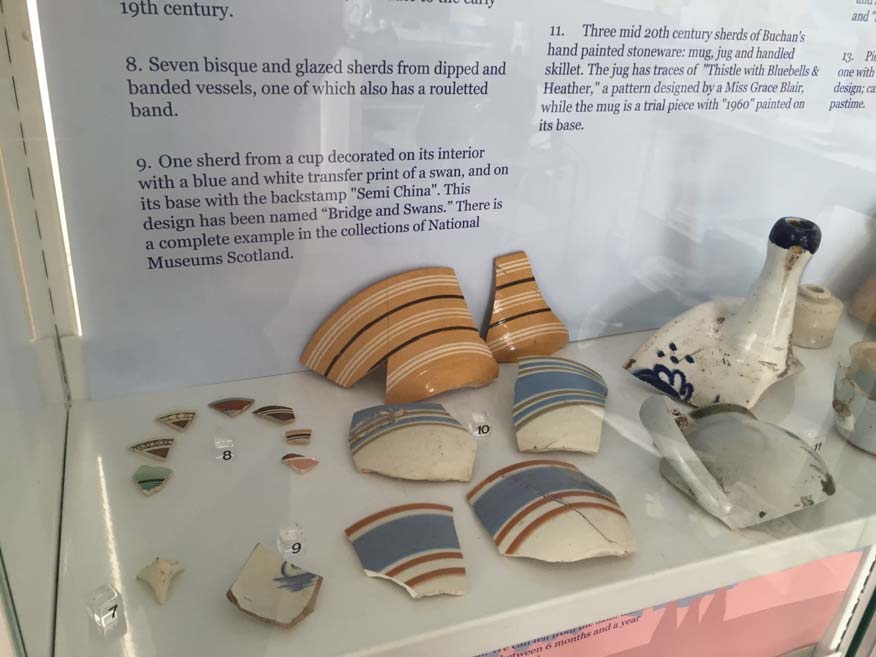 19th century.
8. Seven bisque and glazed sherds from dipped and
banded vessels, one of which also has a rouletted
band.
9. One sherd from a cup decorated on its interior
with a blue and white transfer print of a swan, and on
its base with the backstamp "Semi China". This
design has been named “Bridge and Swans.” There is
a complete example in the collections of National
Museums Scotland.
11. Three mid 20th century sherds of Buchan's
hand painted stoneware: mug, jug and handled
skillet. The jug has traces of "Thistle with Bluebells &
Heather," a pattern designed by a Miss Grace Blair,
while the mug is a trial piece with "1960" painted on
its base.
and
13.
one with
design; ca
pastime.
8
10
11
9
7
between 6 months and a year